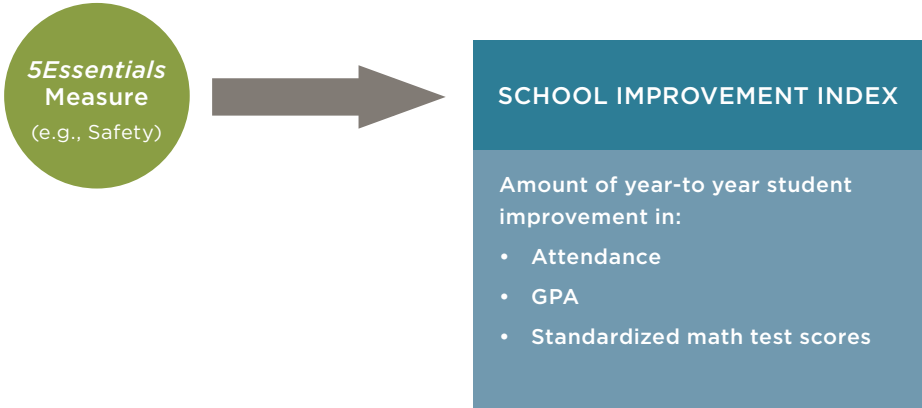 5Essentials
Measure
(e.g., Safety)
SCHOOL IMPROVEMENT INDEX
Amount of year-to year student
improvement in:
• Attendance
• GPA
• Standardized math test scores